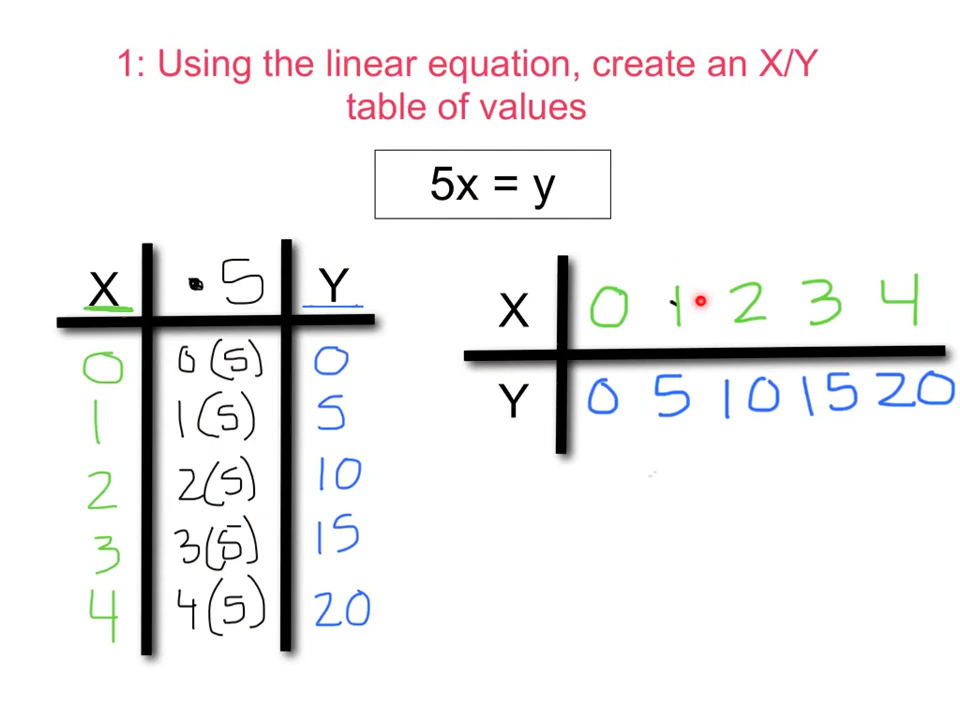 1: Using the linear equation, create an X/Y
table of values
5x = y
X · 5 Y
0 0(5) 0
1 1(5) 5
2 2(5) 10
3 3(5) 15
4 4(5) 20
X 0 1 2 3 4
Y 0 5 10 15 20